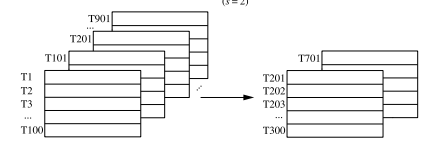 (s = 2)
T901
...
T201
T101
T1
T2
T3
...
T100
...
T701
T201
T202
T203
...
T300